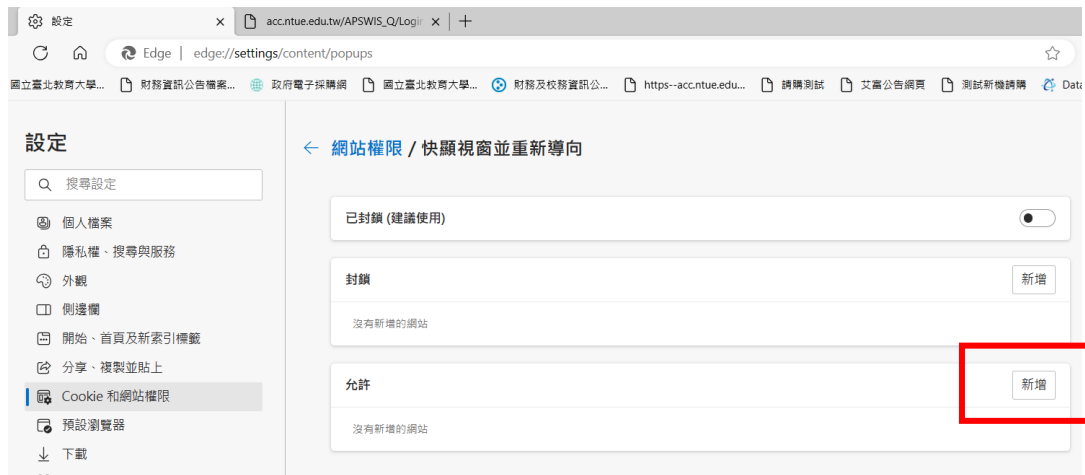 設定
acc.ntue.edu.tw/APSWIS_Q/Login
Edge | edge://settings/content/popups
國立臺北教育大學... 財務資訊公告檔案... 政府電子採購網 國立臺北教育大學... 財務及校務資訊公... https--acc.ntue.edu... 請購測試 艾富公告網頁 測試新機請購 Data
設定
搜尋設定
個人檔案
隱私權、搜尋與服務
外觀
側邊欄
開始、首頁及新索引標籤
分享、複製並貼上
Cookie 和網站權限
預設瀏覽器
下載
網站權限 / 快顯視窗並重新導向
已封鎖 (建議使用)
封鎖
新增
沒有新增的網站
允許
新增
沒有新增的網站